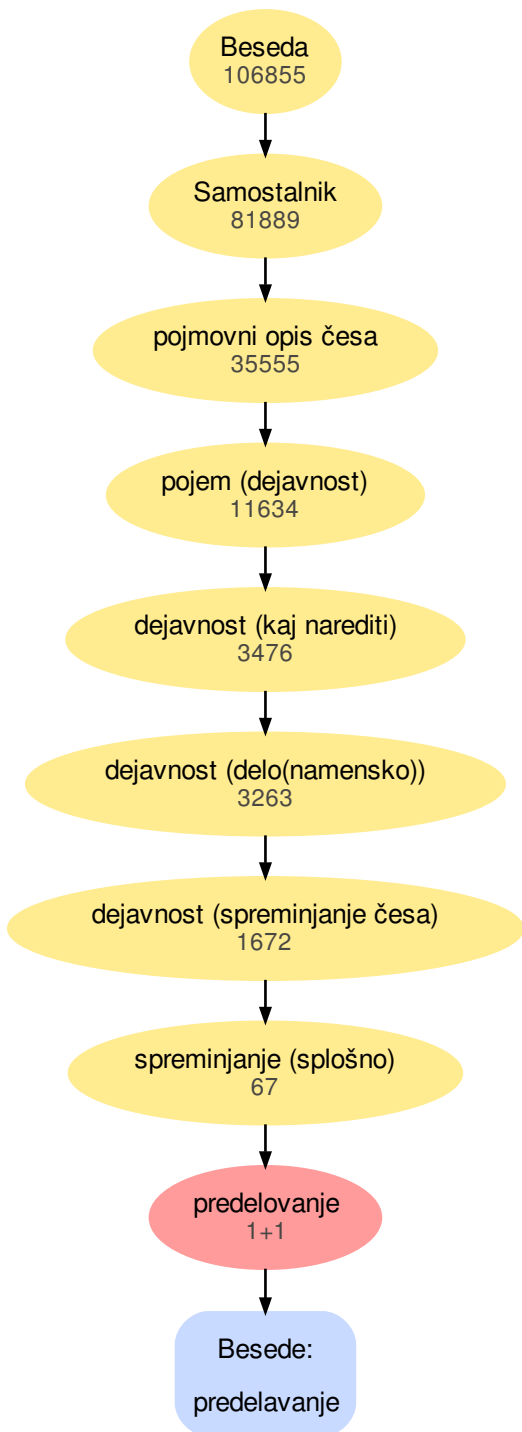 Beseda
106855
Samostalnik
81889
pojmovni opis česa
35555
pojem (dejavnost)
11634
dejavnost (kaj narediti)
3476
dejavnost (delo(namensko))
3263
dejavnost (spreminjanje česa)
1672
spreminjanje (splošno)
67
predelovanje
1+1
Besede:
predelavanje